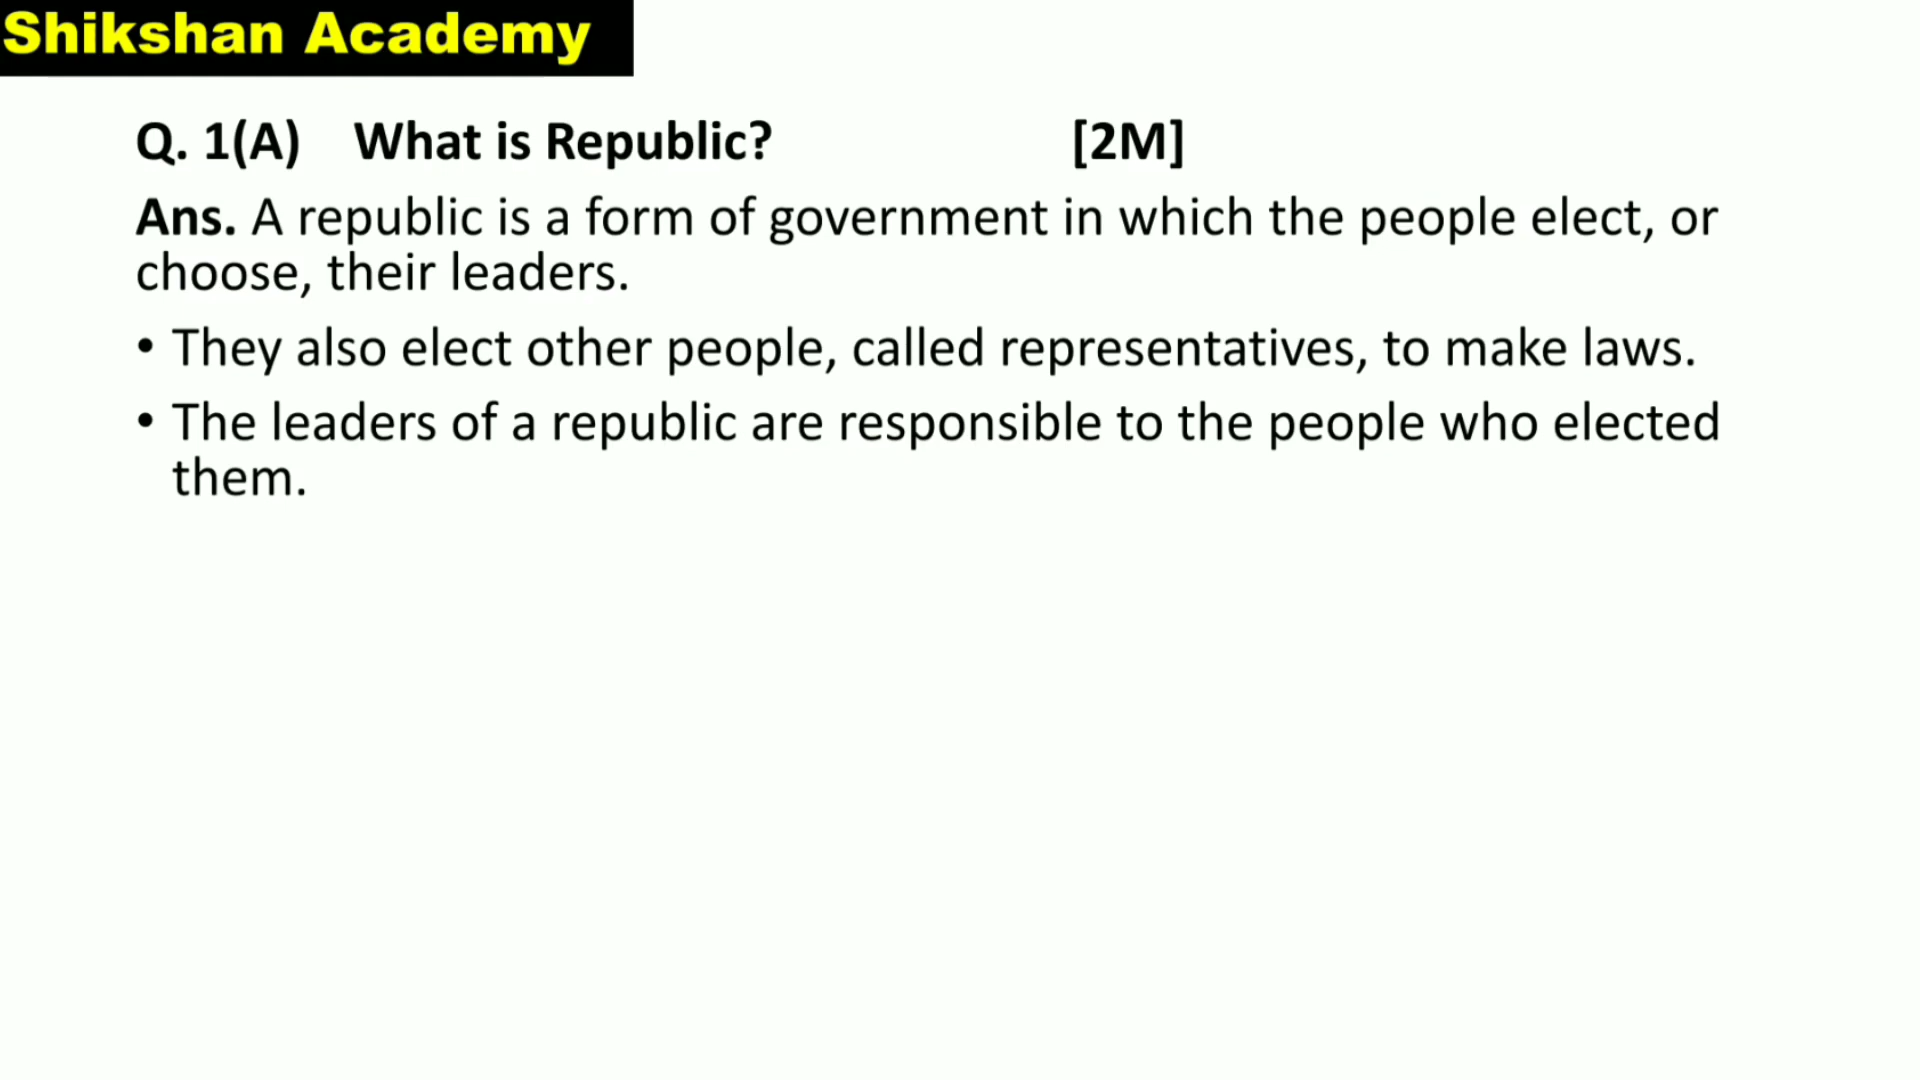 Shikshan Academy
Q. 1(A) What is Republic? [2M]
Ans. A republic is a form of government in which the people elect, or
choose, their leaders.
• They also elect other people, called representatives, to make laws.
• The leaders of a republic are responsible to the people who elected
them.